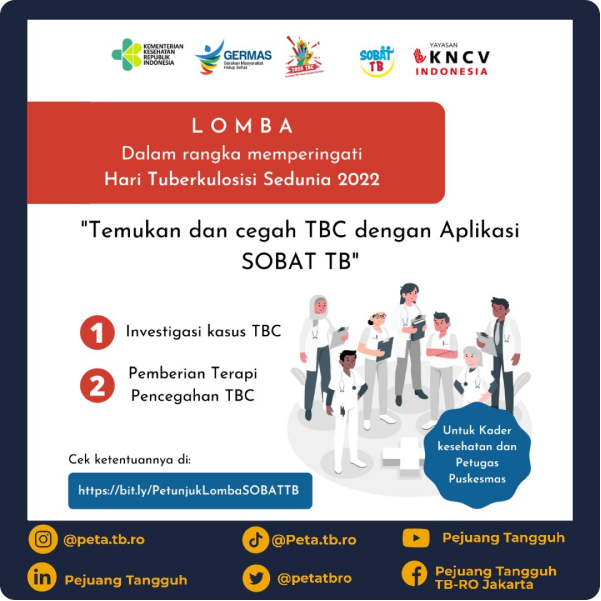 KEMENTERIAN
KESEHATAN
REPUBLIK
INDONESIA
GERMAS
Gerakan Masyarakat
Hidup Sehat
TOSS TBC
SOBAT
TB
YAYASAN
KNCV
INDONESIA
LOMBA
Dalam rangka memperingati
Hari Tuberkulosisi Sedunia 2022
"Temukan dan cegah TBC dengan Aplikasi
SOBAT TB"
1 Investigasi kasus TBC
2 Pemberian Terapi
Pencegahan TBC
Untuk Kader
kesehatan dan
Petugas
Puskesmas
Cek ketentuannya di:
https://bit.ly/PetunjukLombaSOBATTB
@peta.tb.ro
@Peta.tb.ro
Pejuang Tangguh
Pejuang Tangguh
@petatbro
Pejuang Tangguh
TB-RO Jakarta